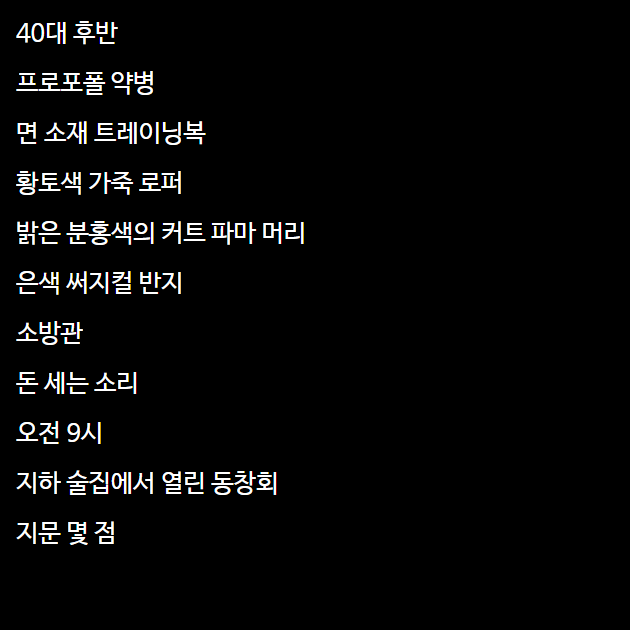 40대 후반
프로포폴 약병
면 소재 트레이닝복
황토색 가죽 로퍼
밝은 분홍색의 커트 파마 머리
은색 써지컬 반지
소방관
돈 세는 소리
오전 9시
지하 술집에서 열린 동창회
지문 몇 점